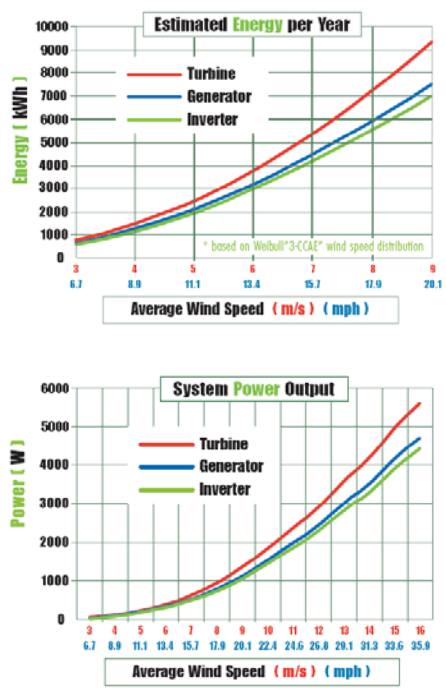 Estimated Energy per Year
10000
9000
8000
7000
6000
5000
4000
3000
2000
1000
0
Energy ( kWh )
Turbine
Generator
Inverter
* based on Weibull"3-CCAE" wind speed distribution
3 4 5 6 7 8 9
6.7 8.9 11.1 13.4 15.7 17.9 20.1
Average Wind Speed ( m/s ) ( mph )
System Power Output
6000
5000
4000
3000
2000
1000
0
Power ( W )
Turbine
Generator
Inverter
3 4 5 6 7 8 9 10 11 12 13 14 15 16
6.7 8.9 11.1 13.4 15.7 17.9 20.1 22.4 24.6 26.8 29.1 31.3 33.6 35.9
Average Wind Speed ( m/s ) ( mph )